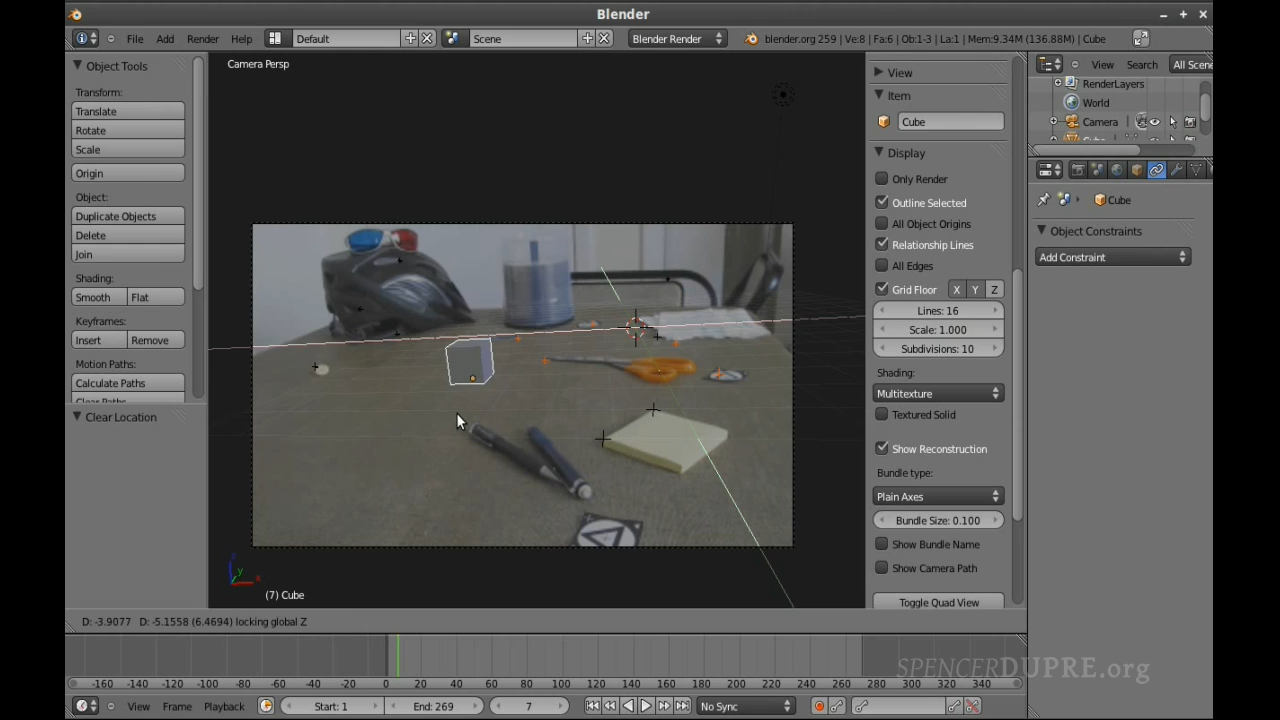 Blender
File Add Render Help Default Scene Blender Render blender.org 259 | Ve:8 | Fa:6 | Ob:1-3 | La:1 | Mem:9.34M (136.88M) | Cube
Object Tools
Transform:
Translate
Rotate
Scale
Origin
Object:
Duplicate Objects
Delete
Join
Shading:
Smooth Flat
Keyframes:
Insert Remove
Motion Paths:
Calculate Paths
Clear Paths
Clear Location
Camera Persp
(7) Cube
View
Item
Cube
Display
Only Render
Outline Selected
All Object Origins
Relationship Lines
All Edges
Grid Floor X Y Z
Lines: 16
Scale: 1.000
Subdivisions: 10
Shading:
Multitexture
Textured Solid
Show Reconstruction
Bundle type:
Plain Axes
Bundle Size: 0.100
Show Bundle Name
Show Camera Path
Toggle Quad View
View Search All Scene
RenderLayers
World
Camera
Cube
Object Constraints
Add Constraint
D: -3.9077 D: -5.1558 (6.4694) locking global Z
-160 -140 -120 -100 -80 -60 -40 -20 0 20 40 60 80 100 120 140 160 180 200 220 240 260 280 300 320 340
View Frame Playback Start: 1 End: 269 7 No Sync
SPENCERDUPRE.org